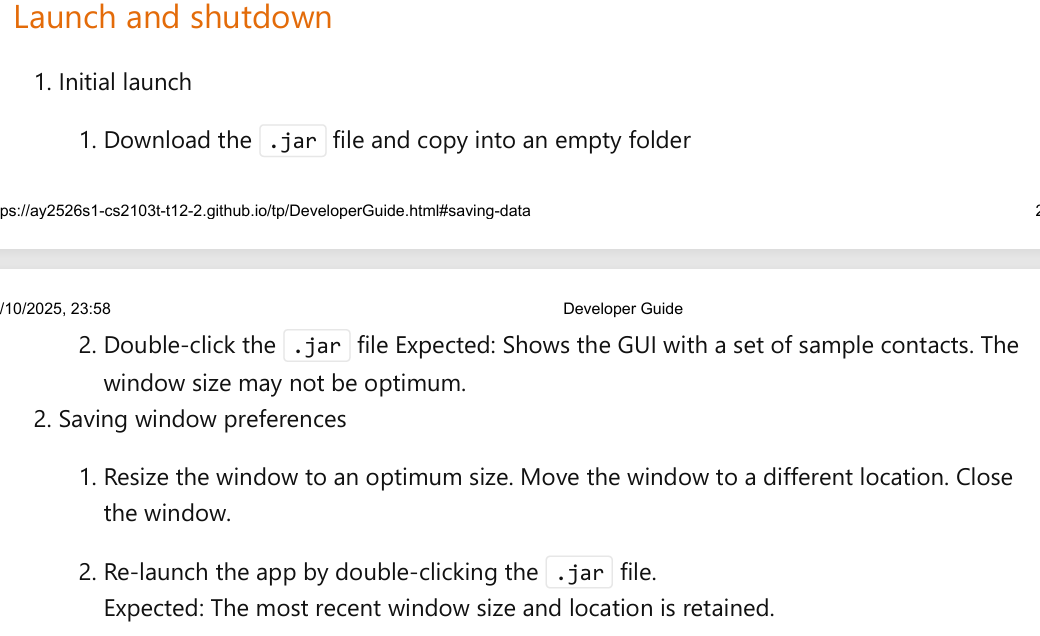 Launch and shutdown
1. Initial launch
1. Download the .jar file and copy into an empty folder
ps://ay2526s1-cs2103t-t12-2.github.io/tp/DeveloperGuide.html#saving-data 2
/10/2025, 23:58 Developer Guide
2. Double-click the .jar file Expected: Shows the GUI with a set of sample contacts. The
window size may not be optimum.
2. Saving window preferences
1. Resize the window to an optimum size. Move the window to a different location. Close
the window.
2. Re-launch the app by double-clicking the .jar file.
Expected: The most recent window size and location is retained.